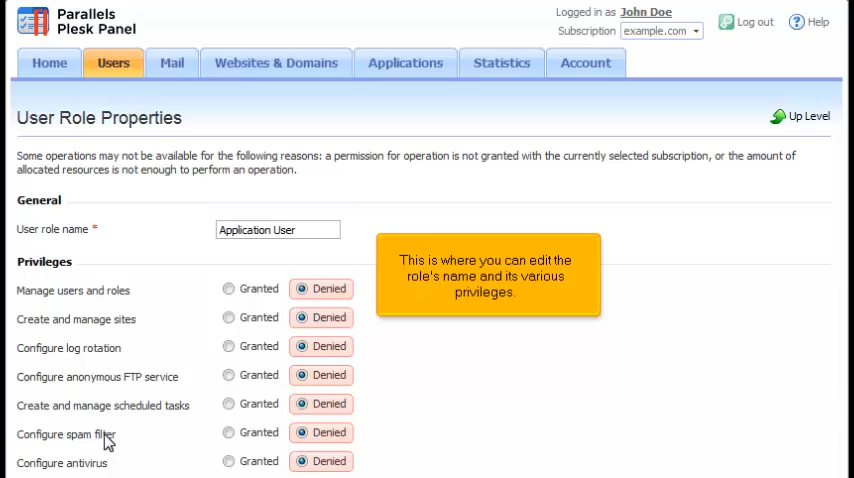 Parallels
Plesk Panel
Logged in as John Doe
Subscription example.com
Log out
Help
Home Users Mail Websites & Domains Applications Statistics Account
User Role Properties
Up Level
Some operations may not be available for the following reasons: a permission for operation is not granted with the currently selected subscription, or the amount of
allocated resources is not enough to perform an operation.
General
User role name * Application User
This is where you can edit the
role's name and its various
privileges.
Privileges
Manage users and roles Granted Denied
Create and manage sites Granted Denied
Configure log rotation Granted Denied
Configure anonymous FTP service Granted Denied
Create and manage scheduled tasks Granted Denied
Configure spam filter Granted Denied
Configure antivirus Granted Denied